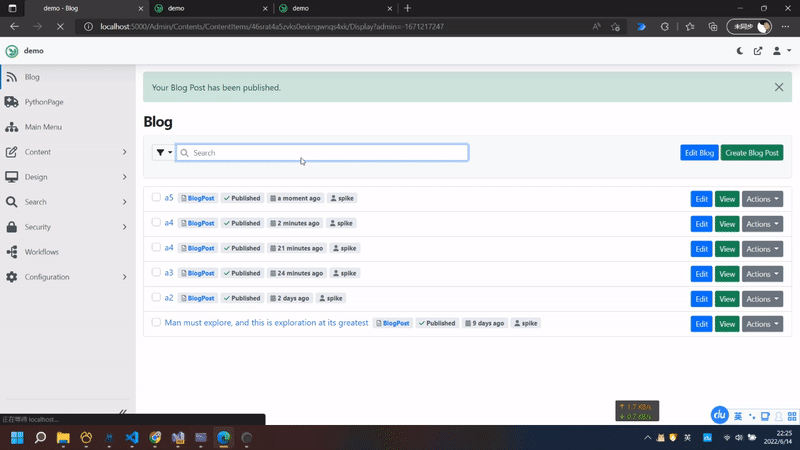 demo - Blog
demo
demo
localhost:5000/Admin/Contents/ContentItems/46srat4a5zvks0exkngwnqs4xk/Display?admin=-1671217247
未同步
demo
Blog
PythonPage
Main Menu
Content
Design
Search
Security
Workflows
Configuration
Your Blog Post has been published.
Blog
Search
Edit Blog
Create Blog Post
a5 BlogPost Published a moment ago spike Edit View Actions
a4 BlogPost Published 2 minutes ago spike Edit View Actions
a4 BlogPost Published 21 minutes ago spike Edit View Actions
a3 BlogPost Published 24 minutes ago spike Edit View Actions
a2 BlogPost Published 2 days ago spike Edit View Actions
Man must explore, and this is exploration at its greatest BlogPost Published 9 days ago spike Edit View Actions
正在等待 localhost...
↑ 1.7 KB/s
↓ 0.7 KB/s
du 英
英 du
22:25
2022/6/14